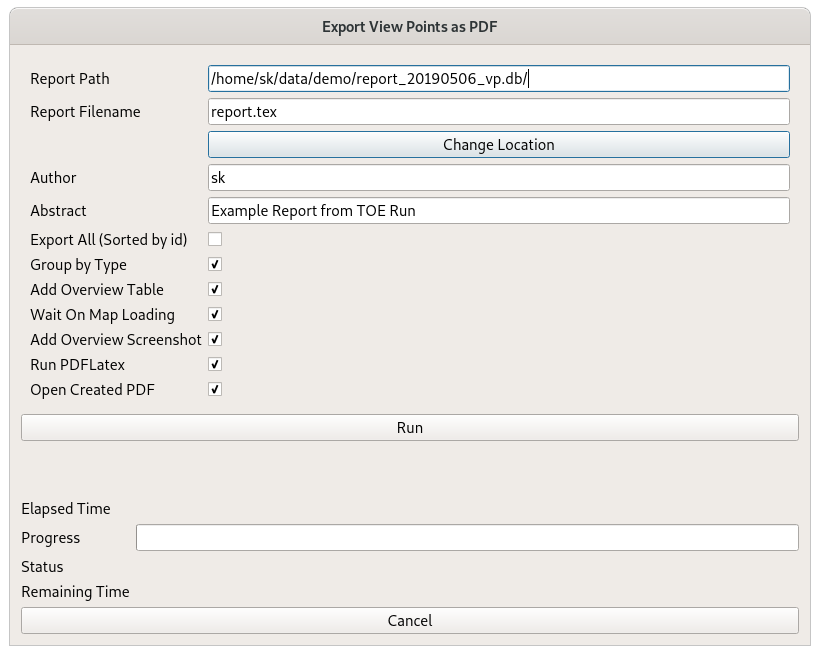 Export View Points as PDF
Report Path /home/sk/data/demo/report_20190506_vp.db/
Report Filename report.tex
Change Location
Author sk
Abstract Example Report from TOE Run
Export All (Sorted by id)
Group by Type
Add Overview Table
Wait On Map Loading
Add Overview Screenshot
Run PDFLatex
Open Created PDF
Run
Elapsed Time
Progress
Status
Remaining Time
Cancel